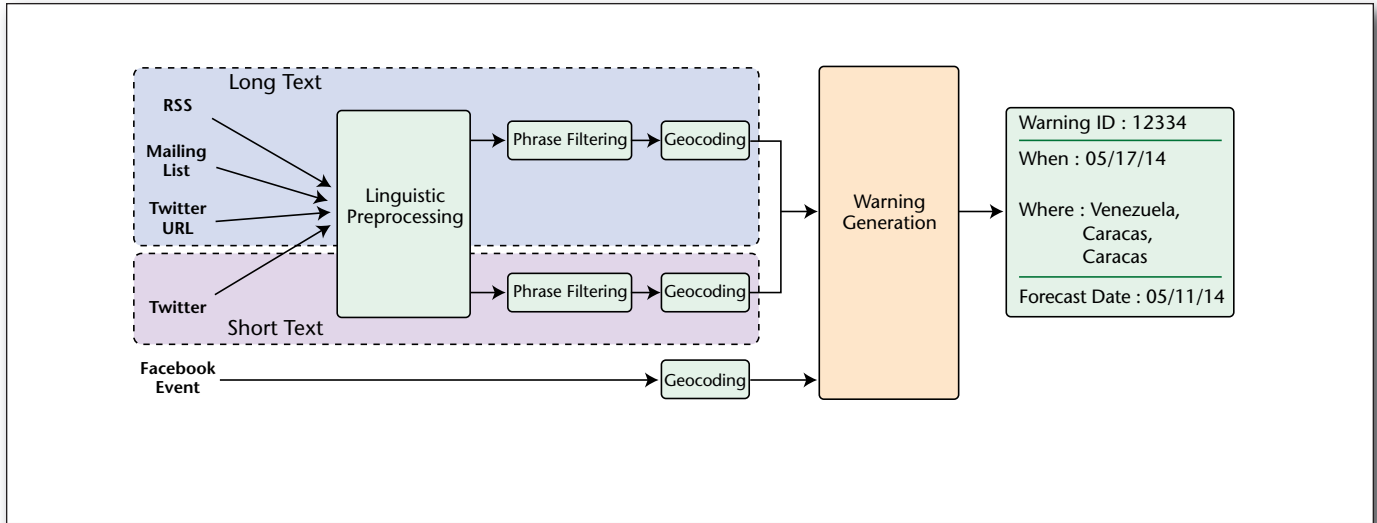 Long Text
RSS
Mailing
List
Twitter
URL
Linguistic
Preprocessing
Phrase Filtering
Geocoding
Twitter
Short Text
Phrase Filtering
Geocoding
Facebook
Event
Geocoding
Warning
Generation
Warning ID : 12334
When : 05/17/14
Where : Venezuela,
Caracas,
Caracas
Forecast Date : 05/11/14